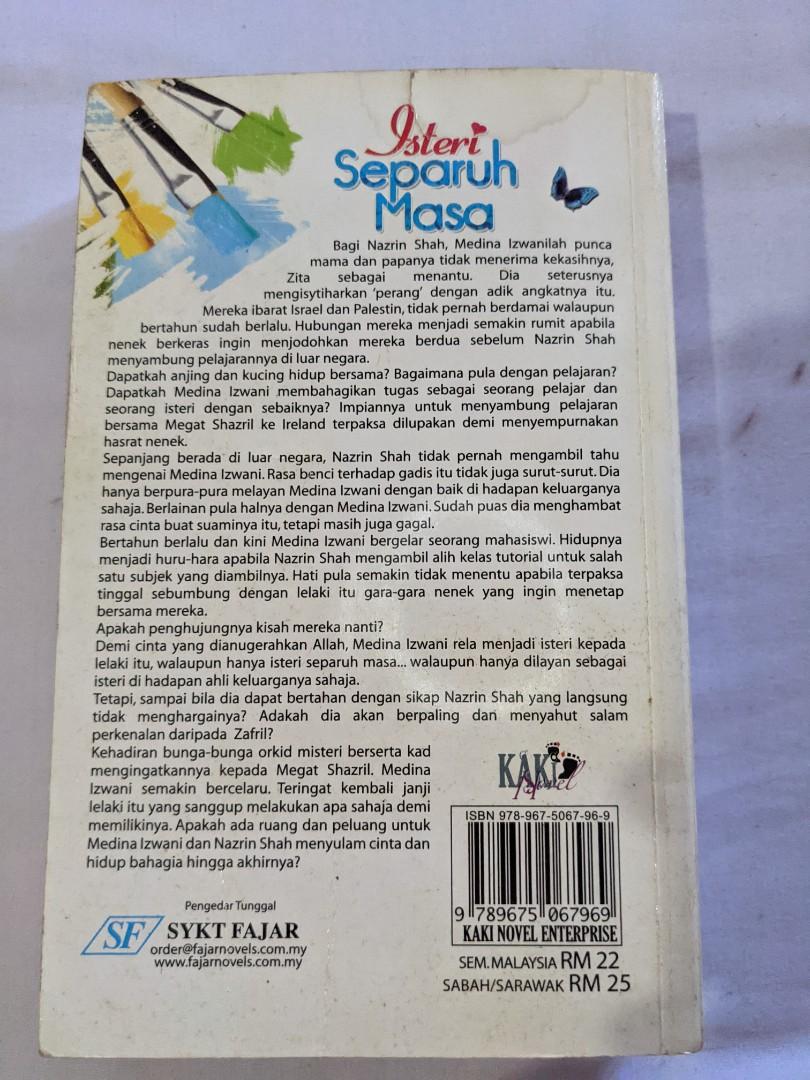 Isteri
Separuh
Masa
Bagi Nazrin Shah, Medina Izwanilah punca
mama dan papanya tidak menerima kekasihnya,
Zita sebagai menantu. Dia seterusnya
mengisytiharkan ‘perang’ dengan adik angkatnya itu.
Mereka ibarat Israel dan Palestin, tidak pernah berdamai walaupun
bertahun sudah berlalu. Hubungan mereka menjadi semakin rumit apabila
nenek berkeras ingin menjodohkan mereka berdua sebelum Nazrin Shah
menyambung pelajarannya di luar negara.
Dapatkah anjing dan kucing hidup bersama? Bagaimana pula dengan pelajaran?
Dapatkah Medina Izwani membahagikan tugas sebagai seorang pelajar dan
seorang isteri dengan sebaiknya? Impiannya untuk menyambung pelajaran
bersama Megat Shazril ke Ireland terpaksa dilupakan demi menyempurnakan
hasrat nenek.
Sepanjang berada di luar negara, Nazrin Shah tidak pernah mengambil tahu
mengenai Medina Izwani. Rasa benci terhadap gadis itu tidak juga surut-surut. Dia
hanya berpura-pura melayan Medina Izwani dengan baik di hadapan keluarganya
sahaja. Berlainan pula halnya dengan Medina Izwani. Sudah puas dia menghambat
rasa cinta buat suaminya itu, tetapi masih juga gagal.
Bertahun berlalu dan kini Medina Izwani bergelar seorang mahasiswi. Hidupnya
menjadi huru-hara apabila Nazrin Shah mengambil alih kelas tutorial untuk salah
satu subjek yang diambilnya. Hati pula semakin tidak menentu apabila terpaksa
tinggal sebumbung dengan lelaki itu gara-gara nenek yang ingin menetap
bersama mereka.
Apakah penghujungnya kisah mereka nanti?
Demi cinta yang dianugerahkan Allah, Medina Izwani rela menjadi isteri kepada
lelaki itu, walaupun hanya isteri separuh masa... walaupun hanya dilayan sebagai
isteri di hadapan ahli keluarganya sahaja.
Tetapi, sampai bila dia dapat bertahan dengan sikap Nazrin Shah yang langsung
tidak menghargainya? Adakah dia akan berpaling dan menyahut salam
perkenalan daripada Zafril?
Kehadiran bunga-bunga orkid misteri berserta kad
mengingatkannya kepada Megat Shazril. Medina
Izwani semakin bercelaru. Teringat kembali janji
lelaki itu yang sanggup melakukan apa sahaja demi
memilikinya. Apakah ada ruang dan peluang untuk
Medina Izwani dan Nazrin Shah menyulam cinta dan
hidup bahagia hingga akhirnya?
KAKi
Novel
ISBN 978-967-5067-96-9
9 789675 067969
KAKI NOVEL ENTERPRISE
SEM. MALAYSIA RM 22
SABAH/SARAWAK RM 25
Pengedar Tunggal
SF SYKT FAJAR
order@fajarnovels.com.my
www.fajarnovels.com.my